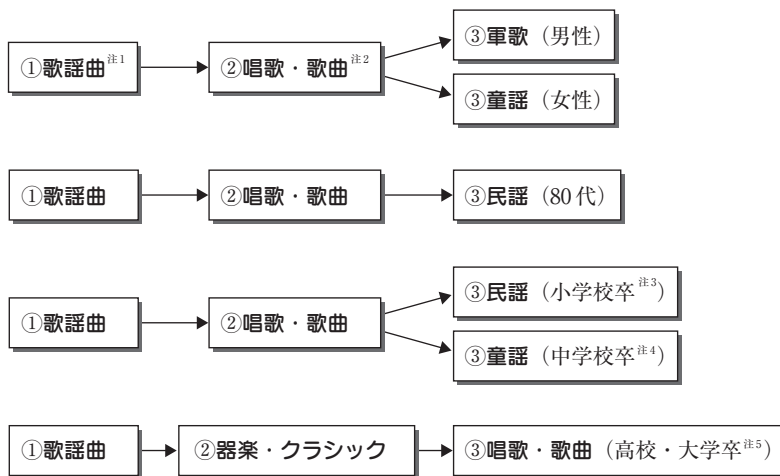 ①歌謡曲注1 ②唱歌・歌曲注2 ③軍歌（男性）
③童謡（女性）
①歌謡曲 ②唱歌・歌曲 ③民謡（80代）
①歌謡曲 ②唱歌・歌曲 ③民謡（小学校卒注3）
③童謡（中学校卒注4）
①歌謡曲 ②器楽・クラシック ③唱歌・歌曲（高校・大学卒注5）